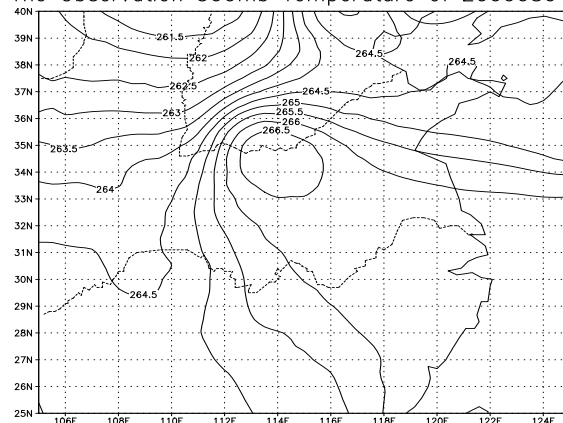 The observation 500mb Temperature of
40N
39N
38N
37N
36N
35N
34N
33N
32N
31N
30N
29N
28N
27N
26N
25N
261.5
262
262.5
263
263.5
264
264.5
264.5
264.5
264.5
265
265.5
266
266.5
106E
108E
110E
112E
114E
116E
118E
120E
122E
124E